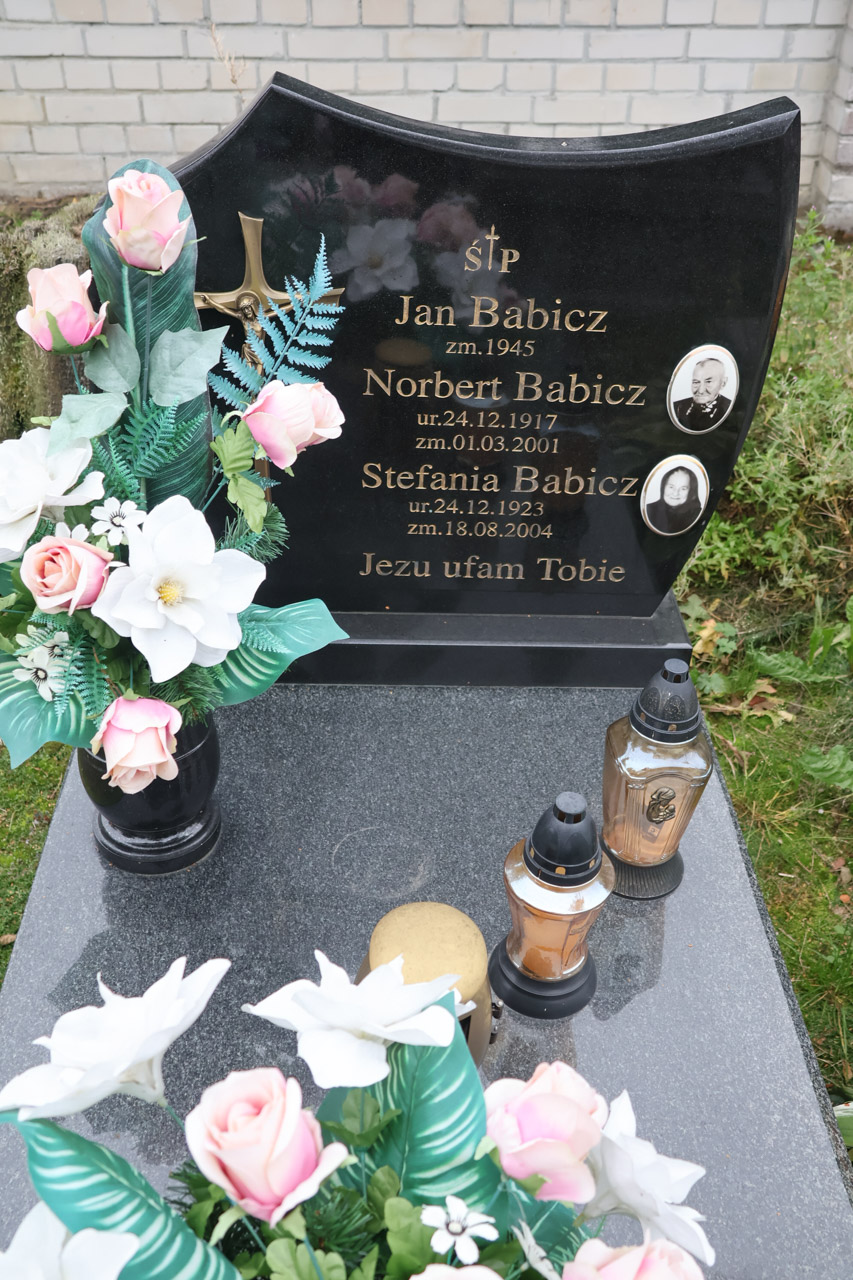 Ś†P
Jan Babicz
zm.1945
Norbert Babicz
ur.24.12.1917
zm.01.03.2001
Stefania Babicz
ur.24.12.1923
zm.18.08.2004
Jezu ufam Tobie